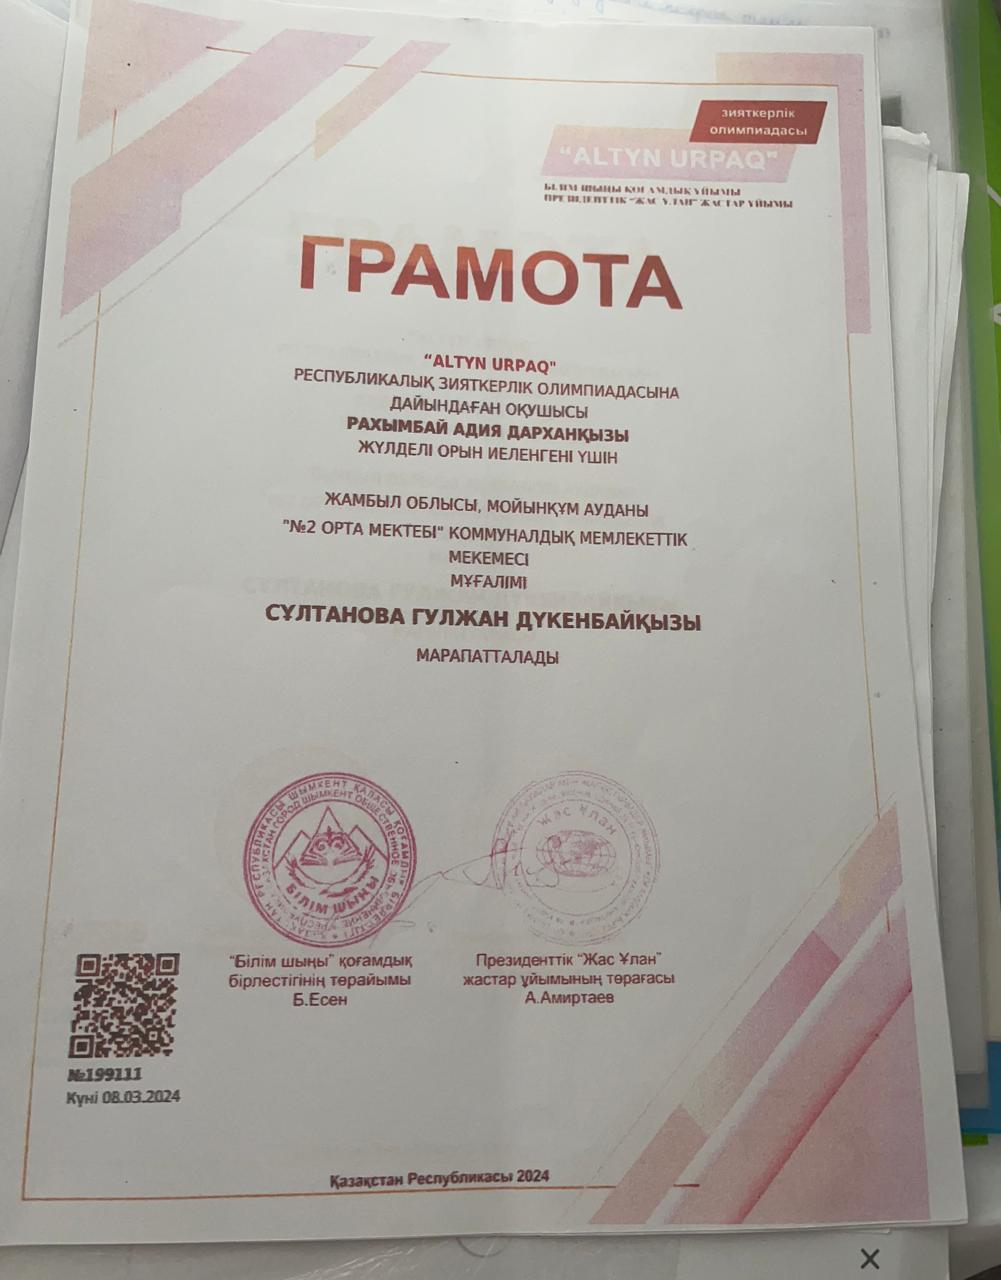 зияткерлік
олимпиадасы
"ALTYN URPAQ"
БІЛІМ ШЫҢЫ ҚОҒАМДЫҚ ҰЙЫМЫ
ПРЕЗИДЕНТТІК "ЖАС ҰЛАН" ЖАСТАР ҰЙЫМЫ
ГРАМОТА
“ALTYN URPAQ"
РЕСПУБЛИКАЛЫҚ ЗИЯТКЕРЛІК ОЛИМПИАДАСЫНА
ДАЙЫНДАҒАН ОҚУШЫСЫ
РАХЫМБАЙ АДИЯ ДАРХАНҚЫЗЫ
ЖҮЛДЕЛІ ОРЫН ИЕЛЕНГЕНІ ҮШІН
ЖАМБЫЛ ОБЛЫСЫ, МОЙЫНҚҰМ АУДАНЫ
"№2 ОРТА МЕКТЕБІ" КОММУНАЛДЫҚ МЕМЛЕКЕТТІК
МЕКЕМЕСІ
МҰҒАЛІМІ
СҰЛТАНОВА ГУЛЖАН ДҮКЕНБАЙҚЫЗЫ
МАРАПАТТАЛАДЫ
БІЛІМ ШЫҢЫ
Жас Ұлан
“Білім шыңы” қоғамдық
бірлестігінің төрайымы
Б.Есен
Президенттік “Жас Ұлан”
жастар ұйымының төрағасы
А.Амиртаев
№199111
Күні 08.03.2024
Қазақстан Республикасы 2024